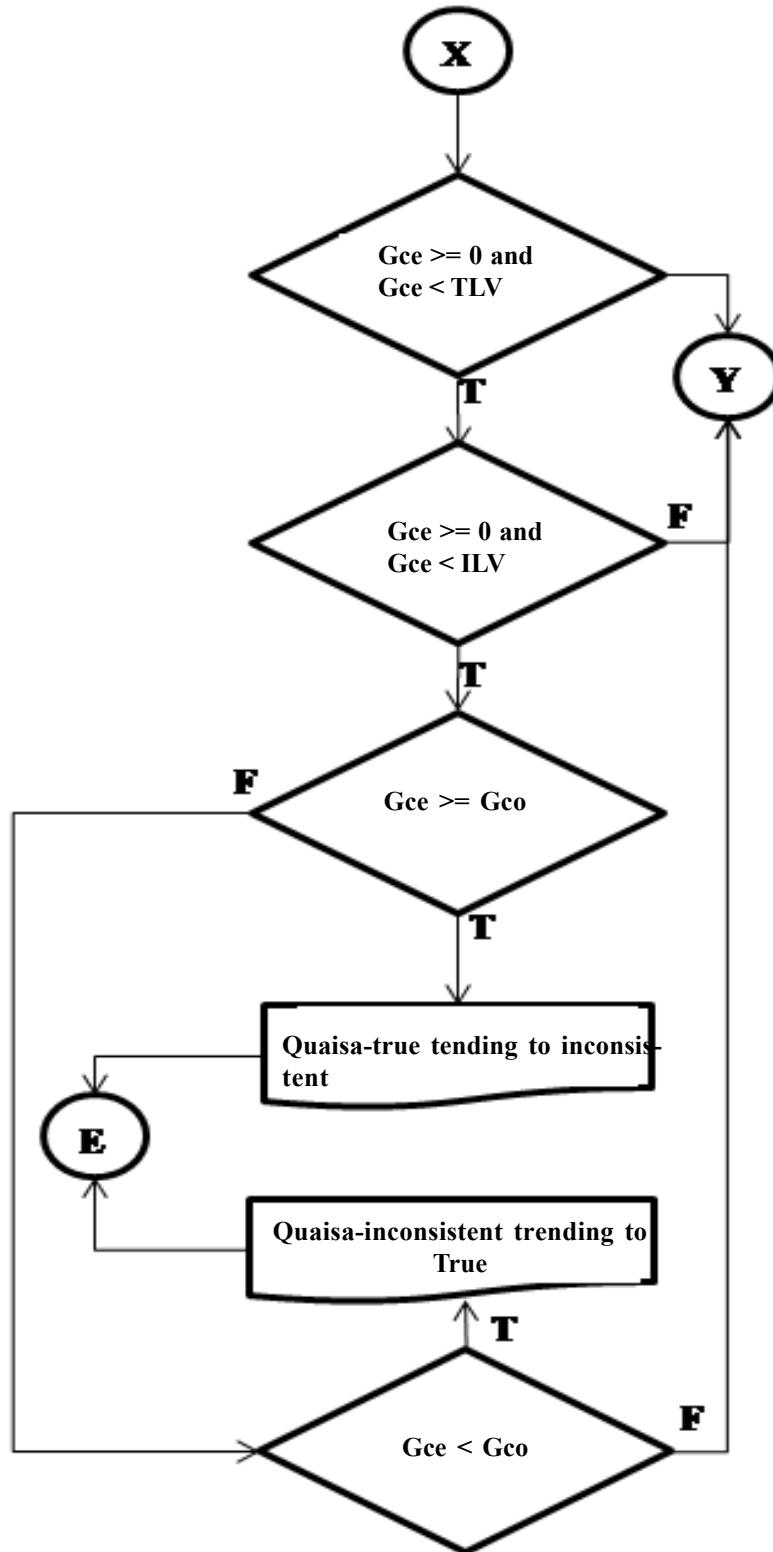 X
Gce >= 0 and
Gce < TLV
Y
T
Gce >= 0 and
Gce < ILV
F
T
F
Gce >= Gco
T
Quaisa-true tending to inconsis-
tent
E
Quaisa-inconsistent trending to
True
T
Gce < Gco
F